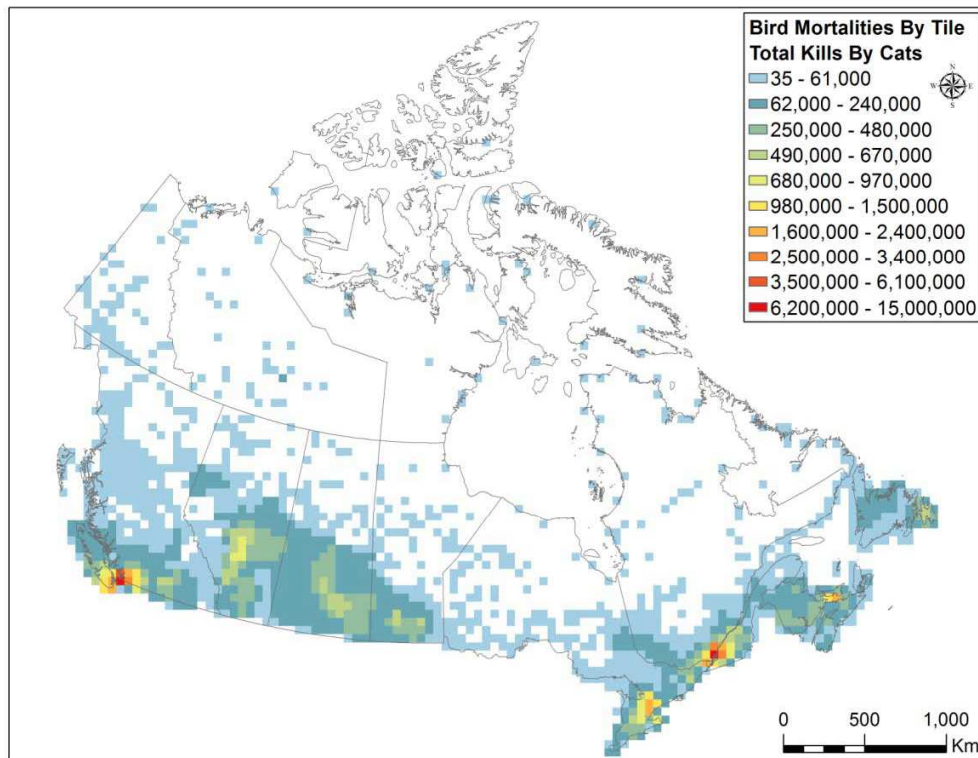 Bird Mortalities By Tile
Total Kills By Cats
35 - 61,000
62,000 - 240,000
250,000 - 480,000
490,000 - 670,000
680,000 - 970,000
980,000 - 1,500,000
1,600,000 - 2,400,000
2,500,000 - 3,400,000
3,500,000 - 6,100,000
6,200,000 - 15,000,000
N
W E
S
0 500 1,000
Km